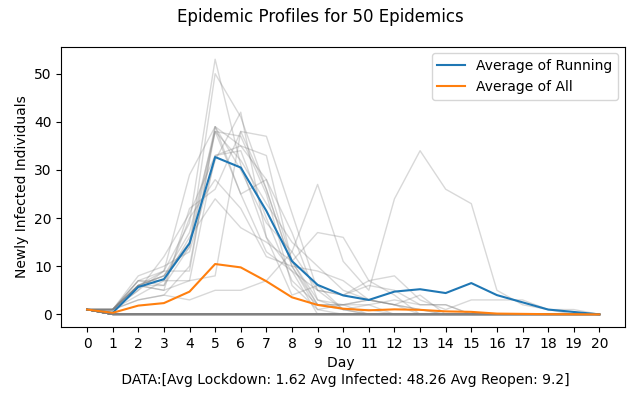 Epidemic Profiles for 50 Epidemics
Newly Infected Individuals
50
40
30
20
10
0
Average of Running
Average of All
0 1 2 3 4 5 6 7 8 9 10 11 12 13 14 15 16 17 18 19 20
Day
DATA:[Avg Lockdown: 1.62 Avg Infected: 48.26 Avg Reopen: 9.2]